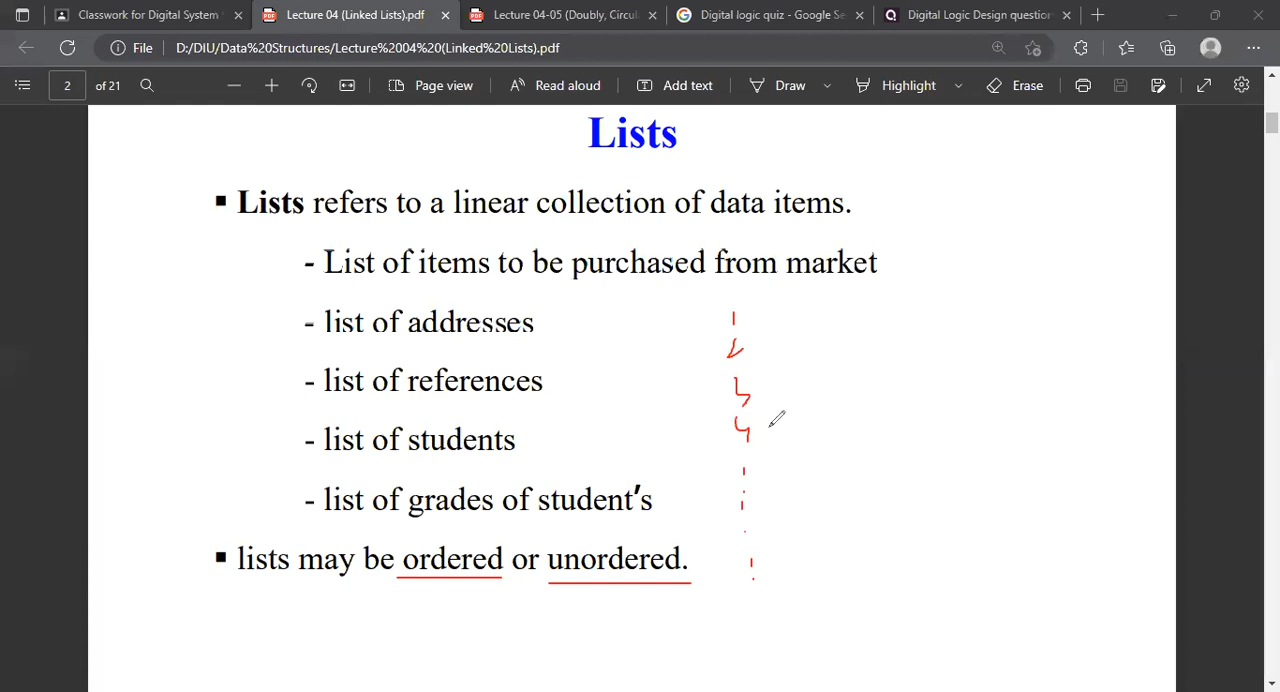 Classwork for Digital System
Lecture 04 (Linked Lists).pdf
Lecture 04-05 (Doubly, Circul
Digital logic quiz - Google Se
Digital Logic Design question
File
D:/DIU/Data%20Structures/Lecture%2004%20(Linked%20Lists).pdf
2 of 21
Page view
Read aloud
Add text
Draw
Highlight
Erase
Lists
▪ Lists refers to a linear collection of data items.
- List of items to be purchased from market
- list of addresses
- list of references
- list of students
- list of grades of student's
▪ lists may be ordered or unordered.
1
2
3
4